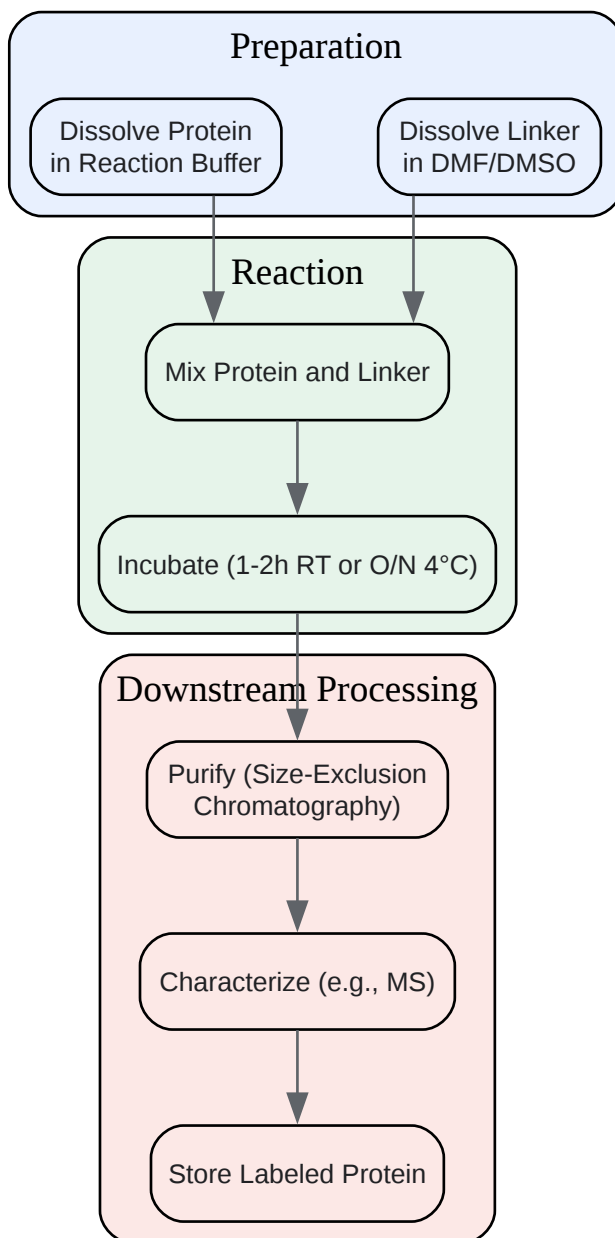 Preparation
Dissolve Protein
in Reaction Buffer
Dissolve Linker
in DMF/DMSO
Reaction
Mix Protein and Linker
Incubate (1-2h RT or O/N 4°C)
Downstream Processing
Purify (Size-Exclusion
Chromatography)
Characterize (e.g., MS)
Store Labeled Protein